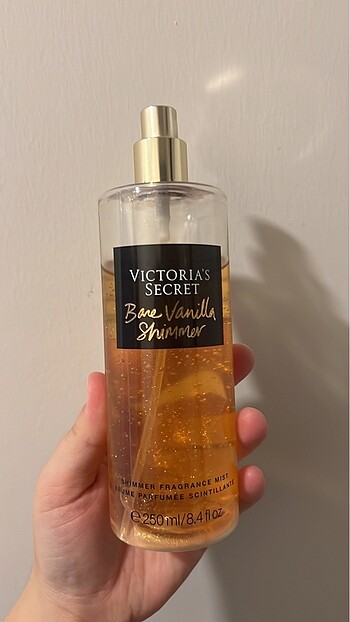 VICTORIA'S
SECRET
Bare Vanilla
Shimmer
SHIMMER FRAGRANCE MIST
BRUME PARFUMÉE SCINTILLANTE
℮ 250 ml/8.4 fl oz